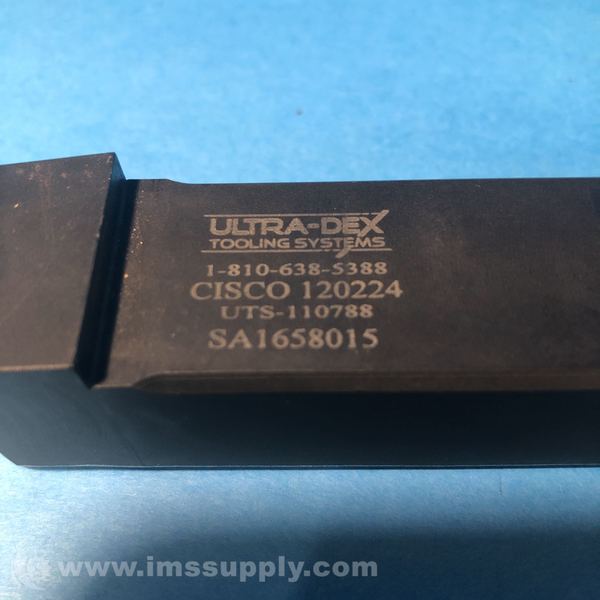 ULTRA-DEX
TOOLING SYSTEMS
1-810-638-5388
CISCO 120224
UTS-110788
SA1658015
www.imssupply.com